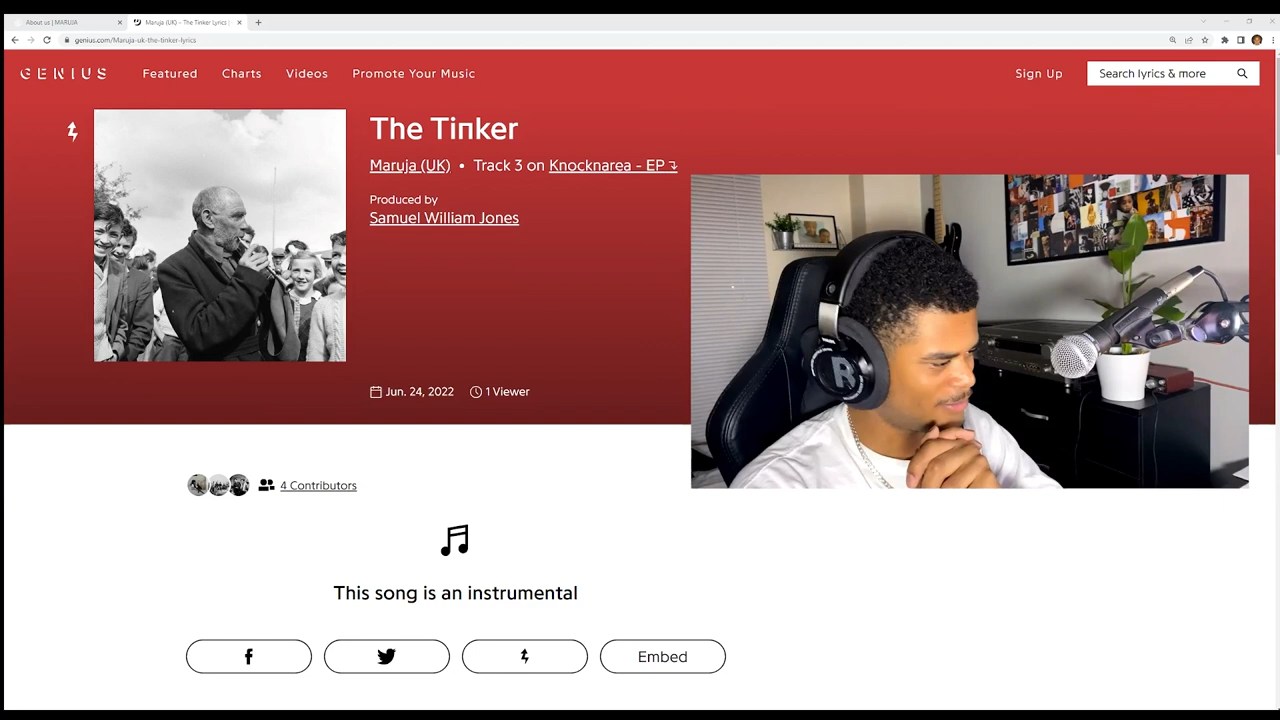 About us | MARUJA
Maruja (UK) – The Tinker Lyrics |
genius.com/Maruja-uk-the-tinker-lyrics
GENIUS
Featured
Charts
Videos
Promote Your Music
Sign Up
Search lyrics & more
The Tinker
Maruja (UK) • Track 3 on Knocknarea - EP
Produced by
Samuel William Jones
Jun. 24, 2022
1 Viewer
R
4 Contributors
This song is an instrumental
Embed